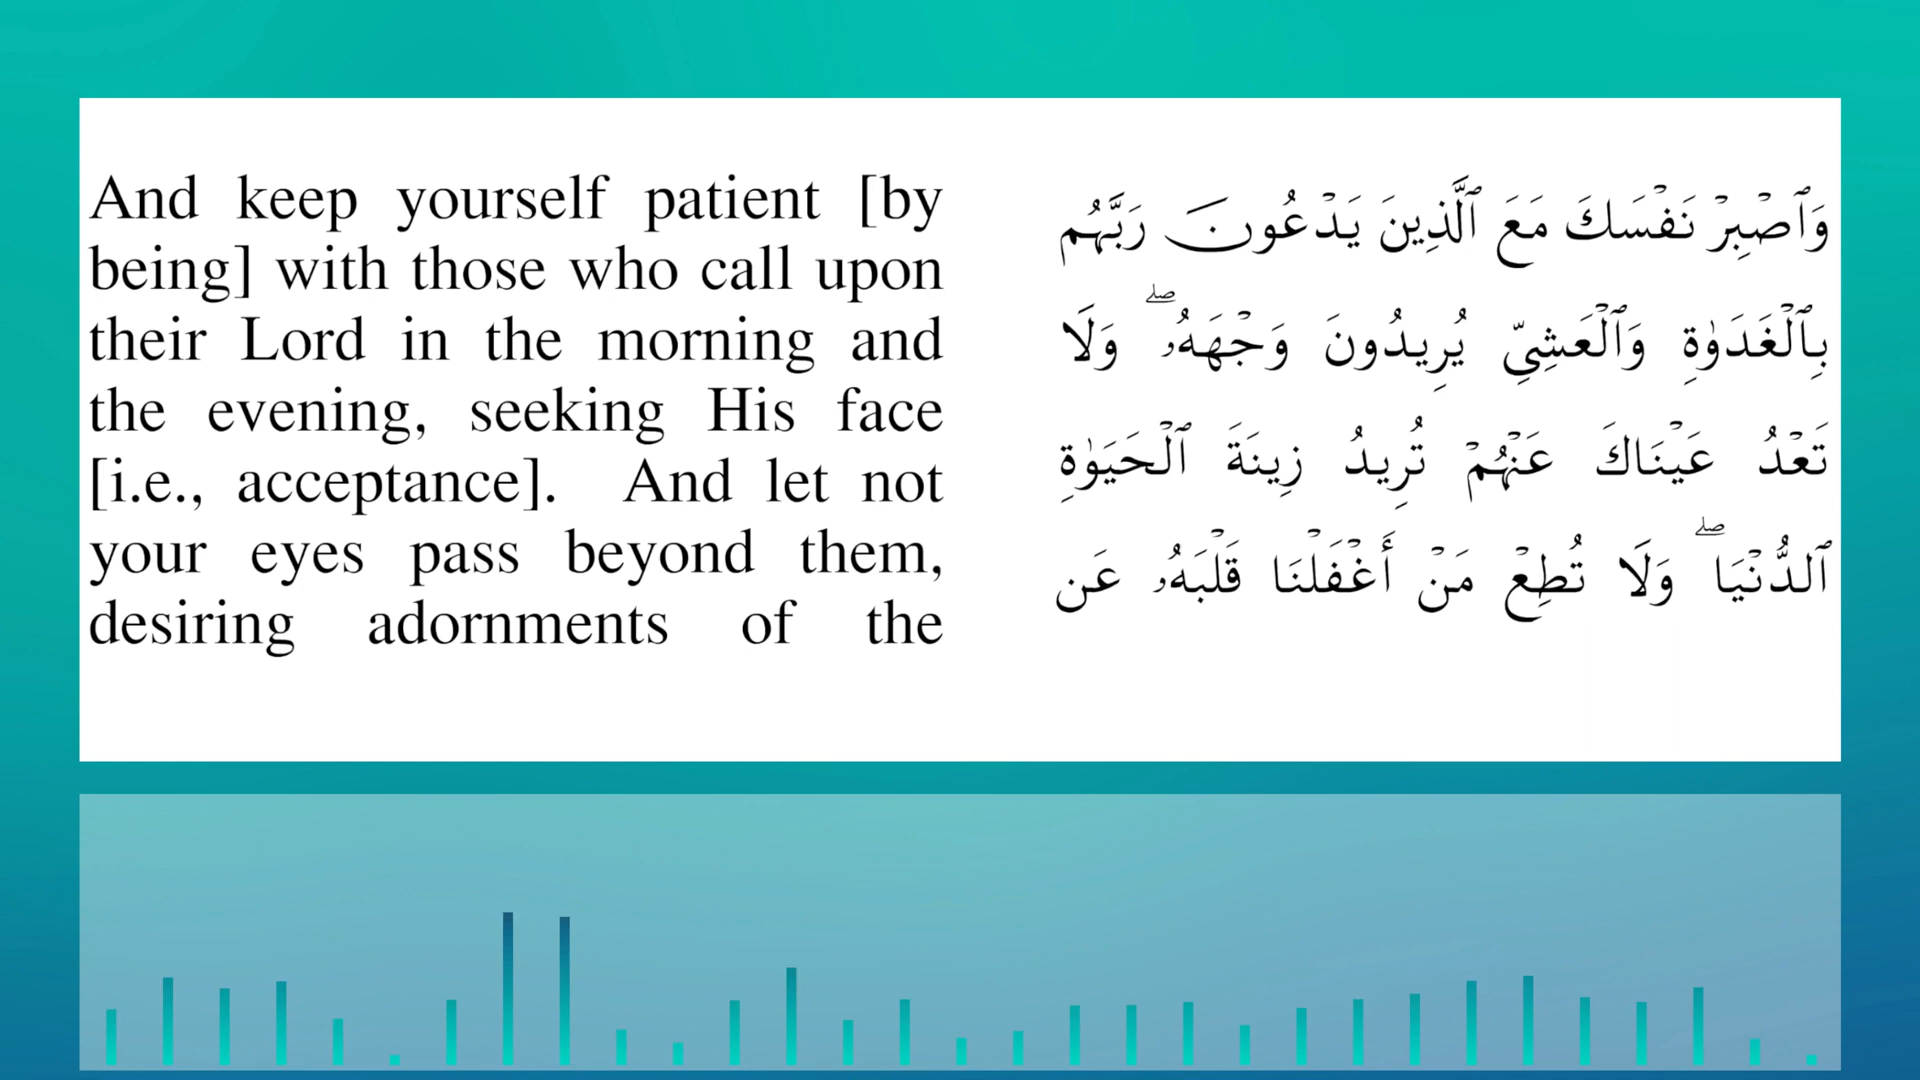 And keep yourself patient [by
being] with those who call upon
their Lord in the morning and
the evening, seeking His face
[i.e., acceptance]. And let not
your eyes pass beyond them,
desiring adornments of the
وَٱصْبِرْ نَفْسَكَ مَعَ ٱلَّذِينَ يَدْعُونَ رَبَّهُم
بِٱلْغَدَوٰةِ وَٱلْعَشِىِّ يُرِيدُونَ وَجْهَهُۥ ۖ وَلَا
تَعْدُ عَيْنَاكَ عَنْهُمْ تُرِيدُ زِينَةَ ٱلْحَيَوٰةِ
ٱلدُّنْيَا ۖ وَلَا تُطِعْ مَنْ أَغْفَلْنَا قَلْبَهُۥ عَن